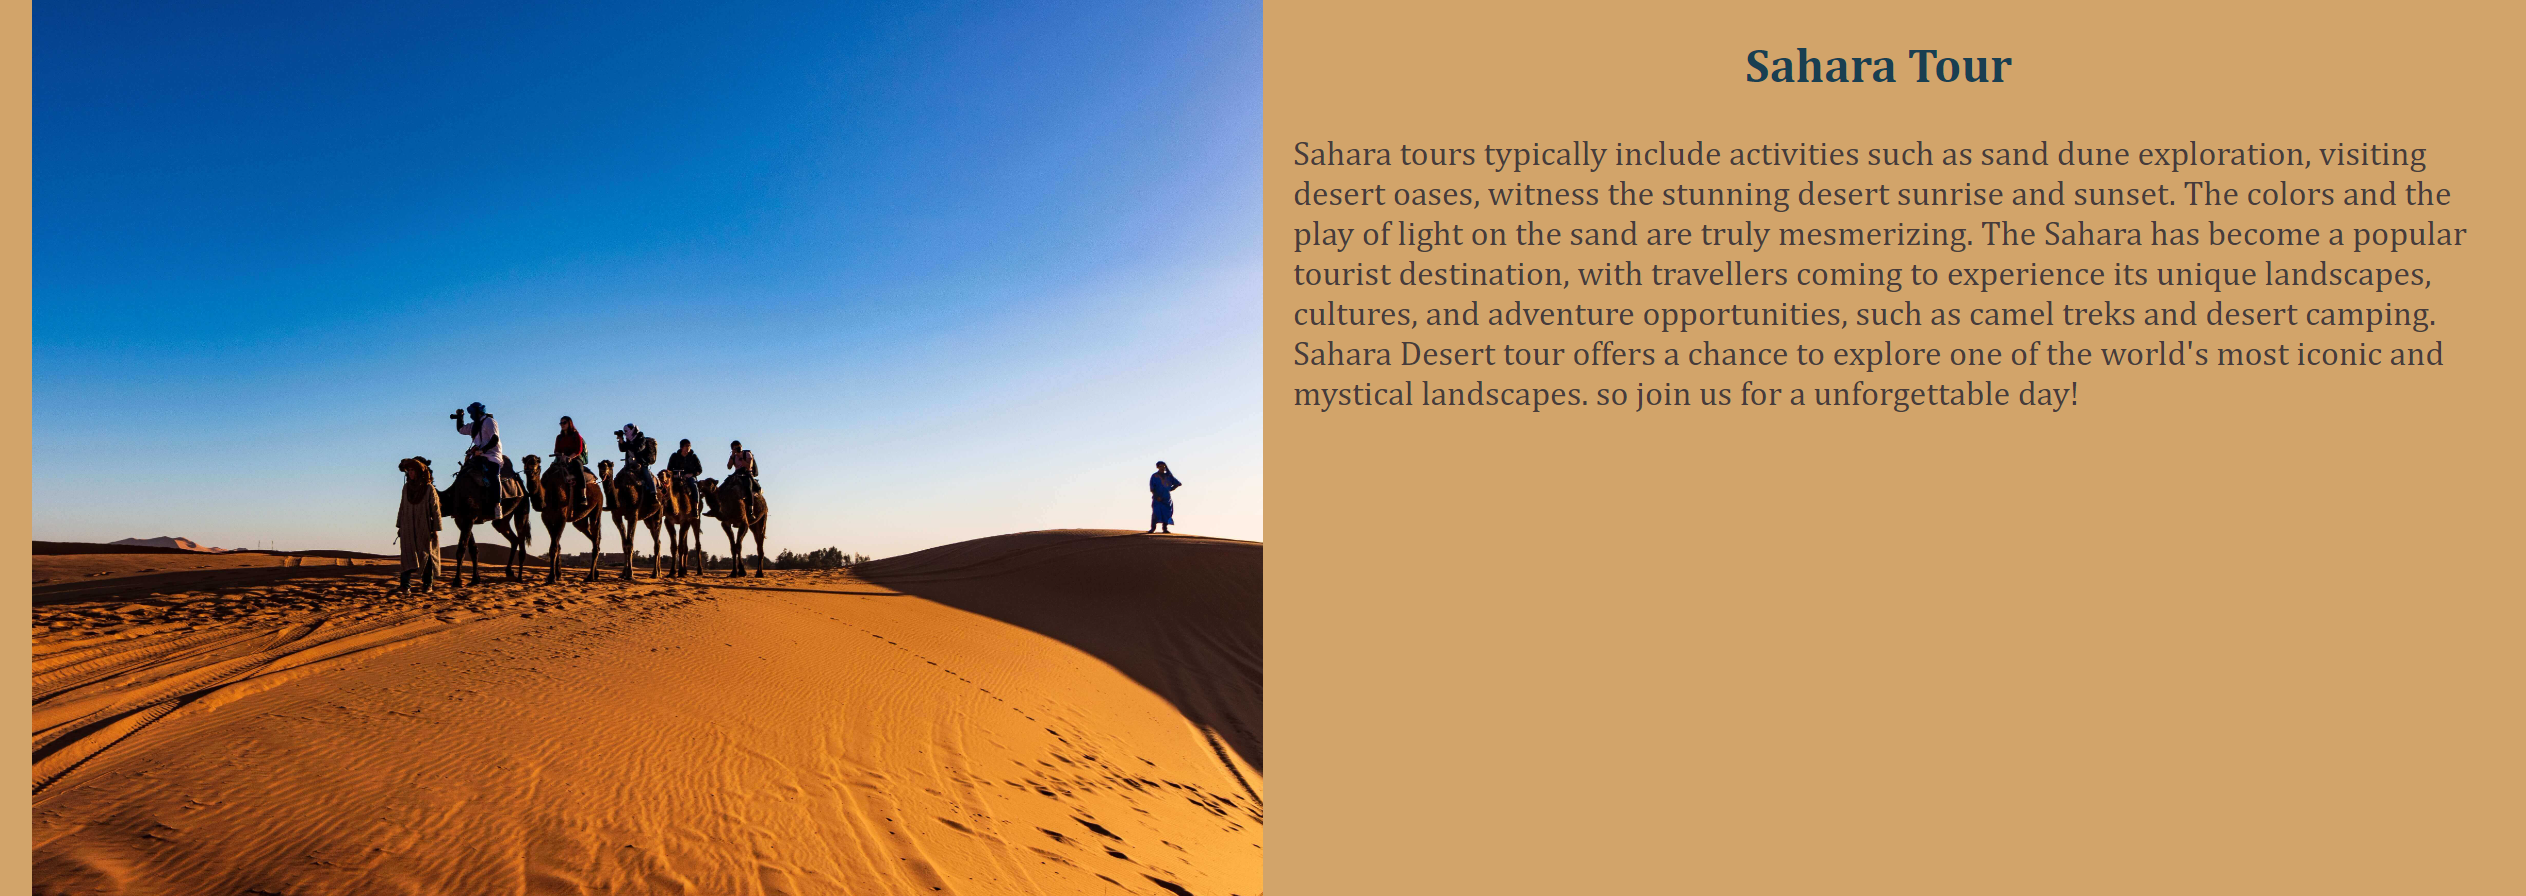 Sahara Tour
Sahara tours typically include activities such as sand dune exploration, visiting
desert oases, witness the stunning desert sunrise and sunset. The colors and the
play of light on the sand are truly mesmerizing. The Sahara has become a popular
tourist destination, with travellers coming to experience its unique landscapes,
cultures, and adventure opportunities, such as camel treks and desert camping.
Sahara Desert tour offers a chance to explore one of the world's most iconic and
mystical landscapes. so join us for a unforgettable day!